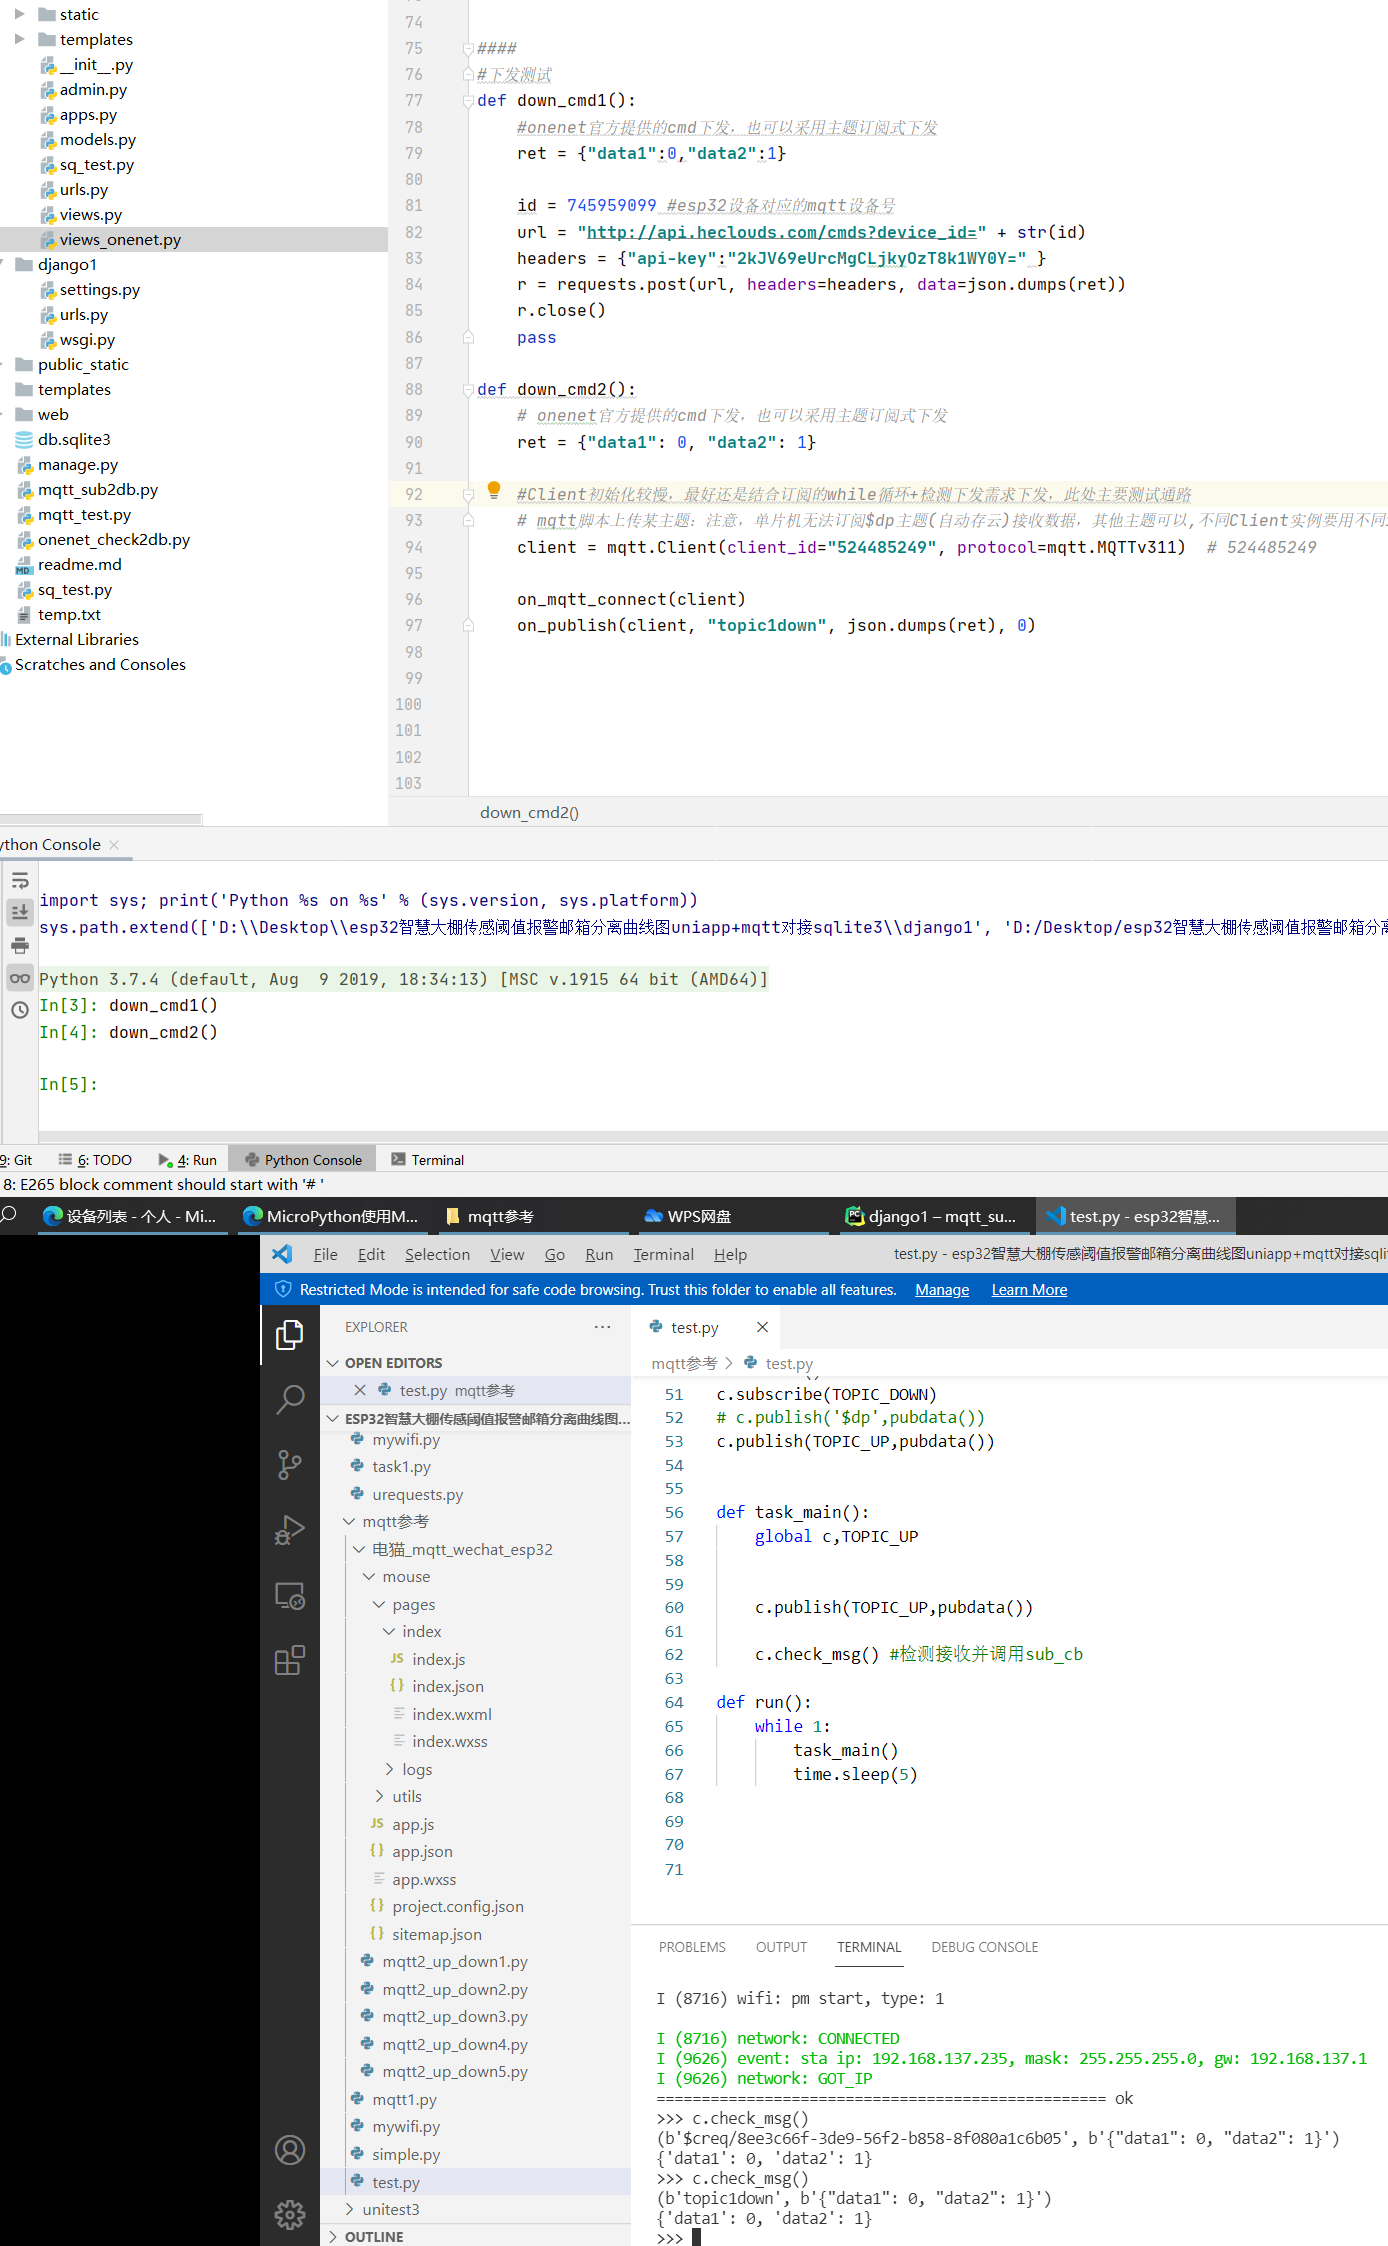 static
templates
__init__.py
admin.py
apps.py
models.py
sq_test.py
urls.py
views.py
views_onenet.py
django1
settings.py
urls.py
wsgi.py
public_static
templates
web
db.sqlite3
manage.py
mqtt_sub2db.py
mqtt_test.py
onenet_check2db.py
readme.md
sq_test.py
temp.txt
External Libraries
Scratches and Consoles
74
75 ####
76 #下发测试
77 def down_cmd1():
78 #onenet官方提供的cmd下发，也可以采用主题订阅式下发
79 ret = {"data1":0,"data2":1}
80
81 id = 745959099 #esp32设备对应的mqtt设备号
82 url = "http://api.heclouds.com/cmds?device_id=" + str(id)
83 headers = {"api-key":"2kJV69eUrcMgCLjkyOzT8k1WY0Y=" }
84 r = requests.post(url, headers=headers, data=json.dumps(ret))
85 r.close()
86 pass
87
88 def down_cmd2():
89 # onenet官方提供的cmd下发，也可以采用主题订阅式下发
90 ret = {"data1": 0, "data2": 1}
91
92 #Client初始化较慢，最好还是结合订阅的while循环+检测下发需求下发，此处主要测试通路
93 # mqtt脚本上传某主题：注意，单片机无法订阅$dp主题(自动存云)接收数据，其他主题可以,不同Client实例要用不同
94 client = mqtt.Client(client_id="524485249", protocol=mqtt.MQTTv311) # 524485249
95
96 on_mqtt_connect(client)
97 on_publish(client, "topic1down", json.dumps(ret), 0)
98
99
100
101
102
103
down_cmd2()
ython Console
import sys; print('Python %s on %s' % (sys.version, sys.platform))
sys.path.extend(['D:\\Desktop\\esp32智慧大棚传感阈值报警邮箱分离曲线图uniapp+mqtt对接sqlite3\\django1', 'D:/Desktop/esp32智慧大棚传感阈值报警邮箱分离
Python 3.7.4 (default, Aug  9 2019, 18:34:13) [MSC v.1915 64 bit (AMD64)]
In[3]: down_cmd1()
In[4]: down_cmd2()
In[5]:
9: Git 6: TODO 4: Run Python Console Terminal
8: E265 block comment should start with '# '
设备列表 - 个人 - Mi... MicroPython使用M... mqtt参考 WPS网盘 django1 – mqtt_su... test.py - esp32智慧...
File Edit Selection View Go Run Terminal Help test.py - esp32智慧大棚传感阈值报警邮箱分离曲线图uniapp+mqtt对接sqli
Restricted Mode is intended for safe code browsing. Trust this folder to enable all features. Manage Learn More
EXPLORER ···
OPEN EDITORS
test.py mqtt参考
ESP32智慧大棚传感阈值报警邮箱分离曲线图...
mywifi.py
task1.py
urequests.py
mqtt参考
电猫_mqtt_wechat_esp32
mouse
pages
index
JS index.js
{} index.json
index.wxml
index.wxss
logs
utils
JS app.js
{} app.json
app.wxss
{} project.config.json
{} sitemap.json
mqtt2_up_down1.py
mqtt2_up_down2.py
mqtt2_up_down3.py
mqtt2_up_down4.py
mqtt2_up_down5.py
mqtt1.py
mywifi.py
simple.py
test.py
unitest3
OUTLINE
test.py
mqtt参考 > test.py
51 c.subscribe(TOPIC_DOWN)
52 # c.publish('$dp',pubdata())
53 c.publish(TOPIC_UP,pubdata())
54
55
56 def task_main():
57 global c,TOPIC_UP
58
59
60 c.publish(TOPIC_UP,pubdata())
61
62 c.check_msg() #检测接收并调用sub_cb
63
64 def run():
65 while 1:
66 task_main()
67 time.sleep(5)
68
69
70
71
PROBLEMS OUTPUT TERMINAL DEBUG CONSOLE
I (8716) wifi: pm start, type: 1
I (8716) network: CONNECTED
I (9626) event: sta ip: 192.168.137.235, mask: 255.255.255.0, gw: 192.168.137.1
I (9626) network: GOT_IP
================================================== ok
>>> c.check_msg()
(b'$creq/8ee3c66f-3de9-56f2-b858-8f080a1c6b05', b'{"data1": 0, "data2": 1}')
{'data1': 0, 'data2': 1}
>>> c.check_msg()
(b'topic1down', b'{"data1": 0, "data2": 1}')
{'data1': 0, 'data2': 1}
>>>